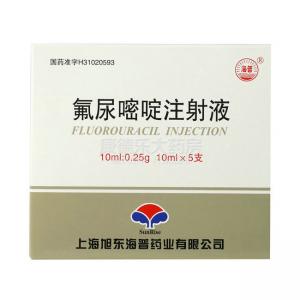 国药准字H31020593
海普
氟尿嘧啶注射液
FLUOROURACIL INJECTION
康德乐大药房
10ml:0.25g 10ml×5支
SunRise
上海旭东海普药业有限公司